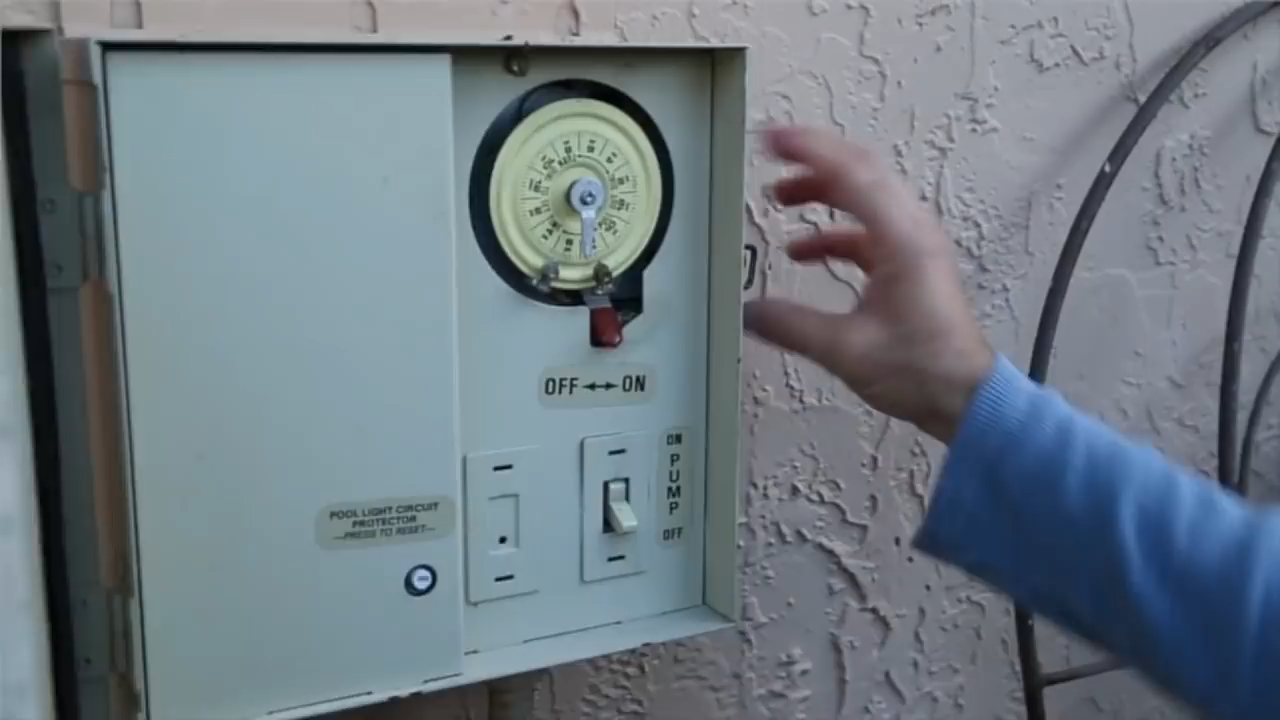 OFF ↔ ON
ON
PUMP
OFF
POOL LIGHT CIRCUIT
PROTECTOR
—PRESS TO RESET—